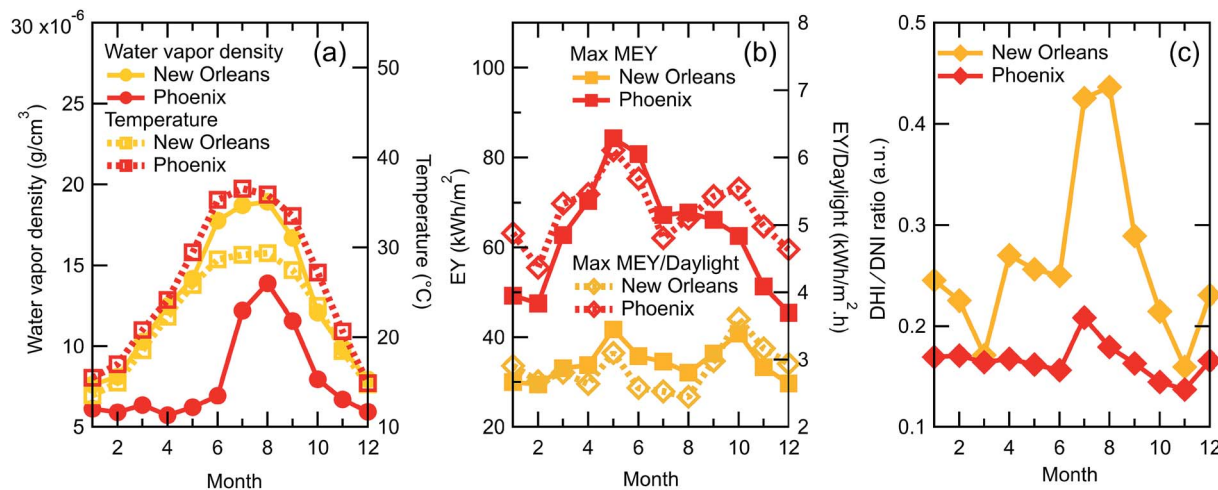 30 x10⁻⁶
25
20
15
10
5
Water vapor density (g/cm³)
Water vapor density
New Orleans
Phoenix
Temperature
New Orleans
Phoenix
(a)
50
40
30
20
10
Temperature (°C)
2 4 6 8 10 12
Month
100
80
60
40
20
EY (kWh/m²)
(b)
Max MEY
New Orleans
Phoenix
Max MEY/Daylight
New Orleans
Phoenix
8
7
6
5
4
3
2
EY/Daylight (kWh/m².h)
2 4 6 8 10 12
Month
0.5
0.4
0.3
0.2
0.1
DHI/ DNI ratio (a.u.)
New Orleans
Phoenix
(c)
2 4 6 8 10 12
Month